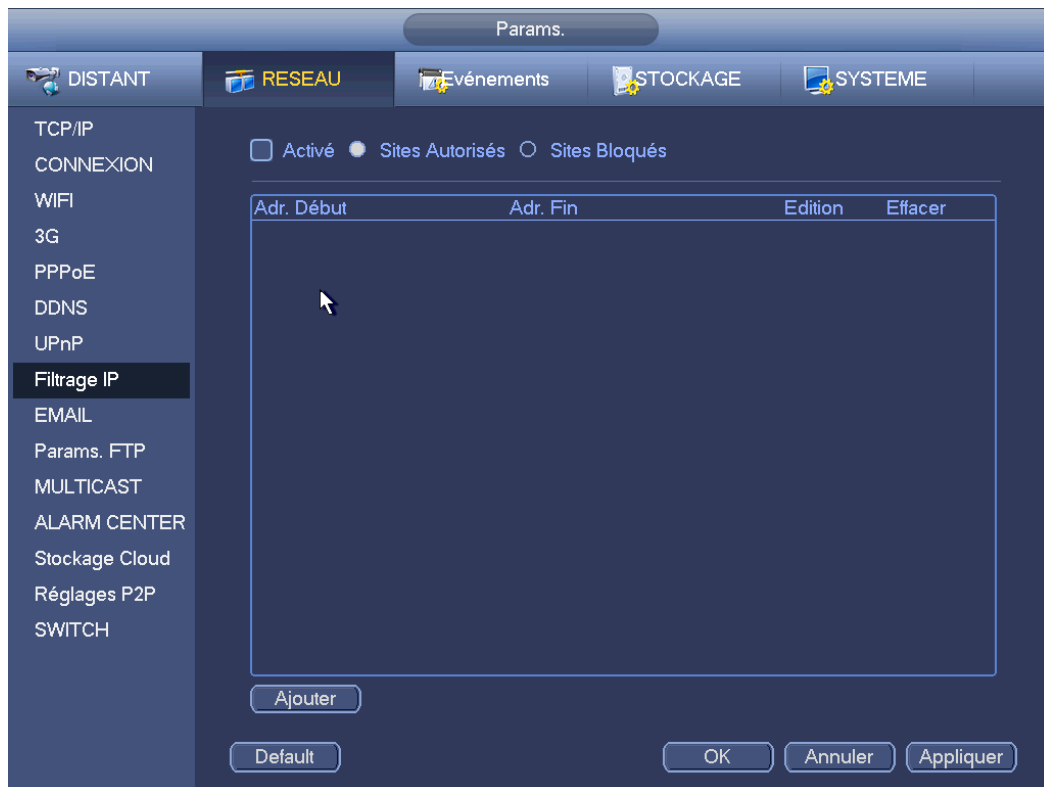 Params.
DISTANT RESEAU Evénements STOCKAGE SYSTEME
TCP/IP
CONNEXION
WIFI
3G
PPPoE
DDNS
UPnP
Filtrage IP
EMAIL
Params. FTP
MULTICAST
ALARM CENTER
Stockage Cloud
Réglages P2P
SWITCH
Activé Sites Autorisés Sites Bloqués
Adr. Début Adr. Fin Edition Effacer
Ajouter
Default OK Annuler Appliquer